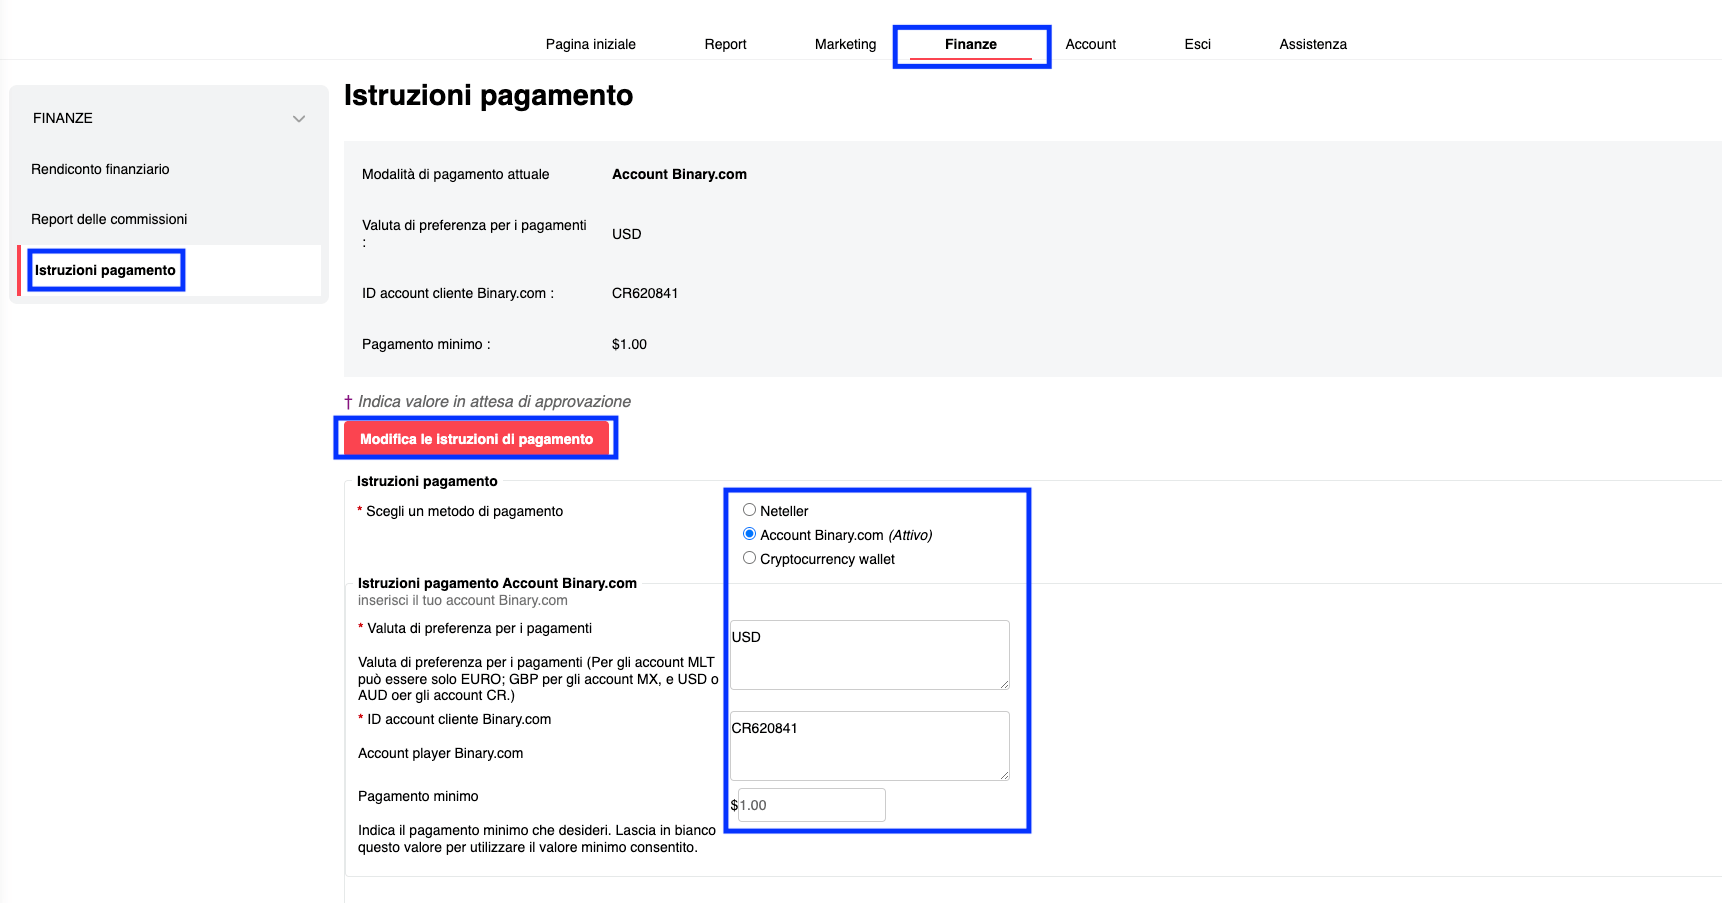 Pagina iniziale
Report
Marketing
Finanze
Account
Esci
Assistenza
FINANZE
Rendiconto finanziario
Report delle commissioni
Istruzioni pagamento
Istruzioni pagamento
Modalità di pagamento attuale
Account Binary.com
Valuta di preferenza per i pagamenti
:
USD
ID account cliente Binary.com :
CR620841
Pagamento minimo :
$1.00
† Indica valore in attesa di approvazione
Modifica le istruzioni di pagamento
Istruzioni pagamento
* Scegli un metodo di pagamento
Neteller
Account Binary.com (Attivo)
Cryptocurrency wallet
Istruzioni pagamento Account Binary.com
inserisci il tuo account Binary.com
* Valuta di preferenza per i pagamenti
USD
Valuta di preferenza per i pagamenti (Per gli account MLT
può essere solo EURO; GBP per gli account MX, e USD o
AUD oer gli account CR.)
* ID account cliente Binary.com
CR620841
Account player Binary.com
Pagamento minimo
$1.00
Indica il pagamento minimo che desideri. Lascia in bianco
questo valore per utilizzare il valore minimo consentito.